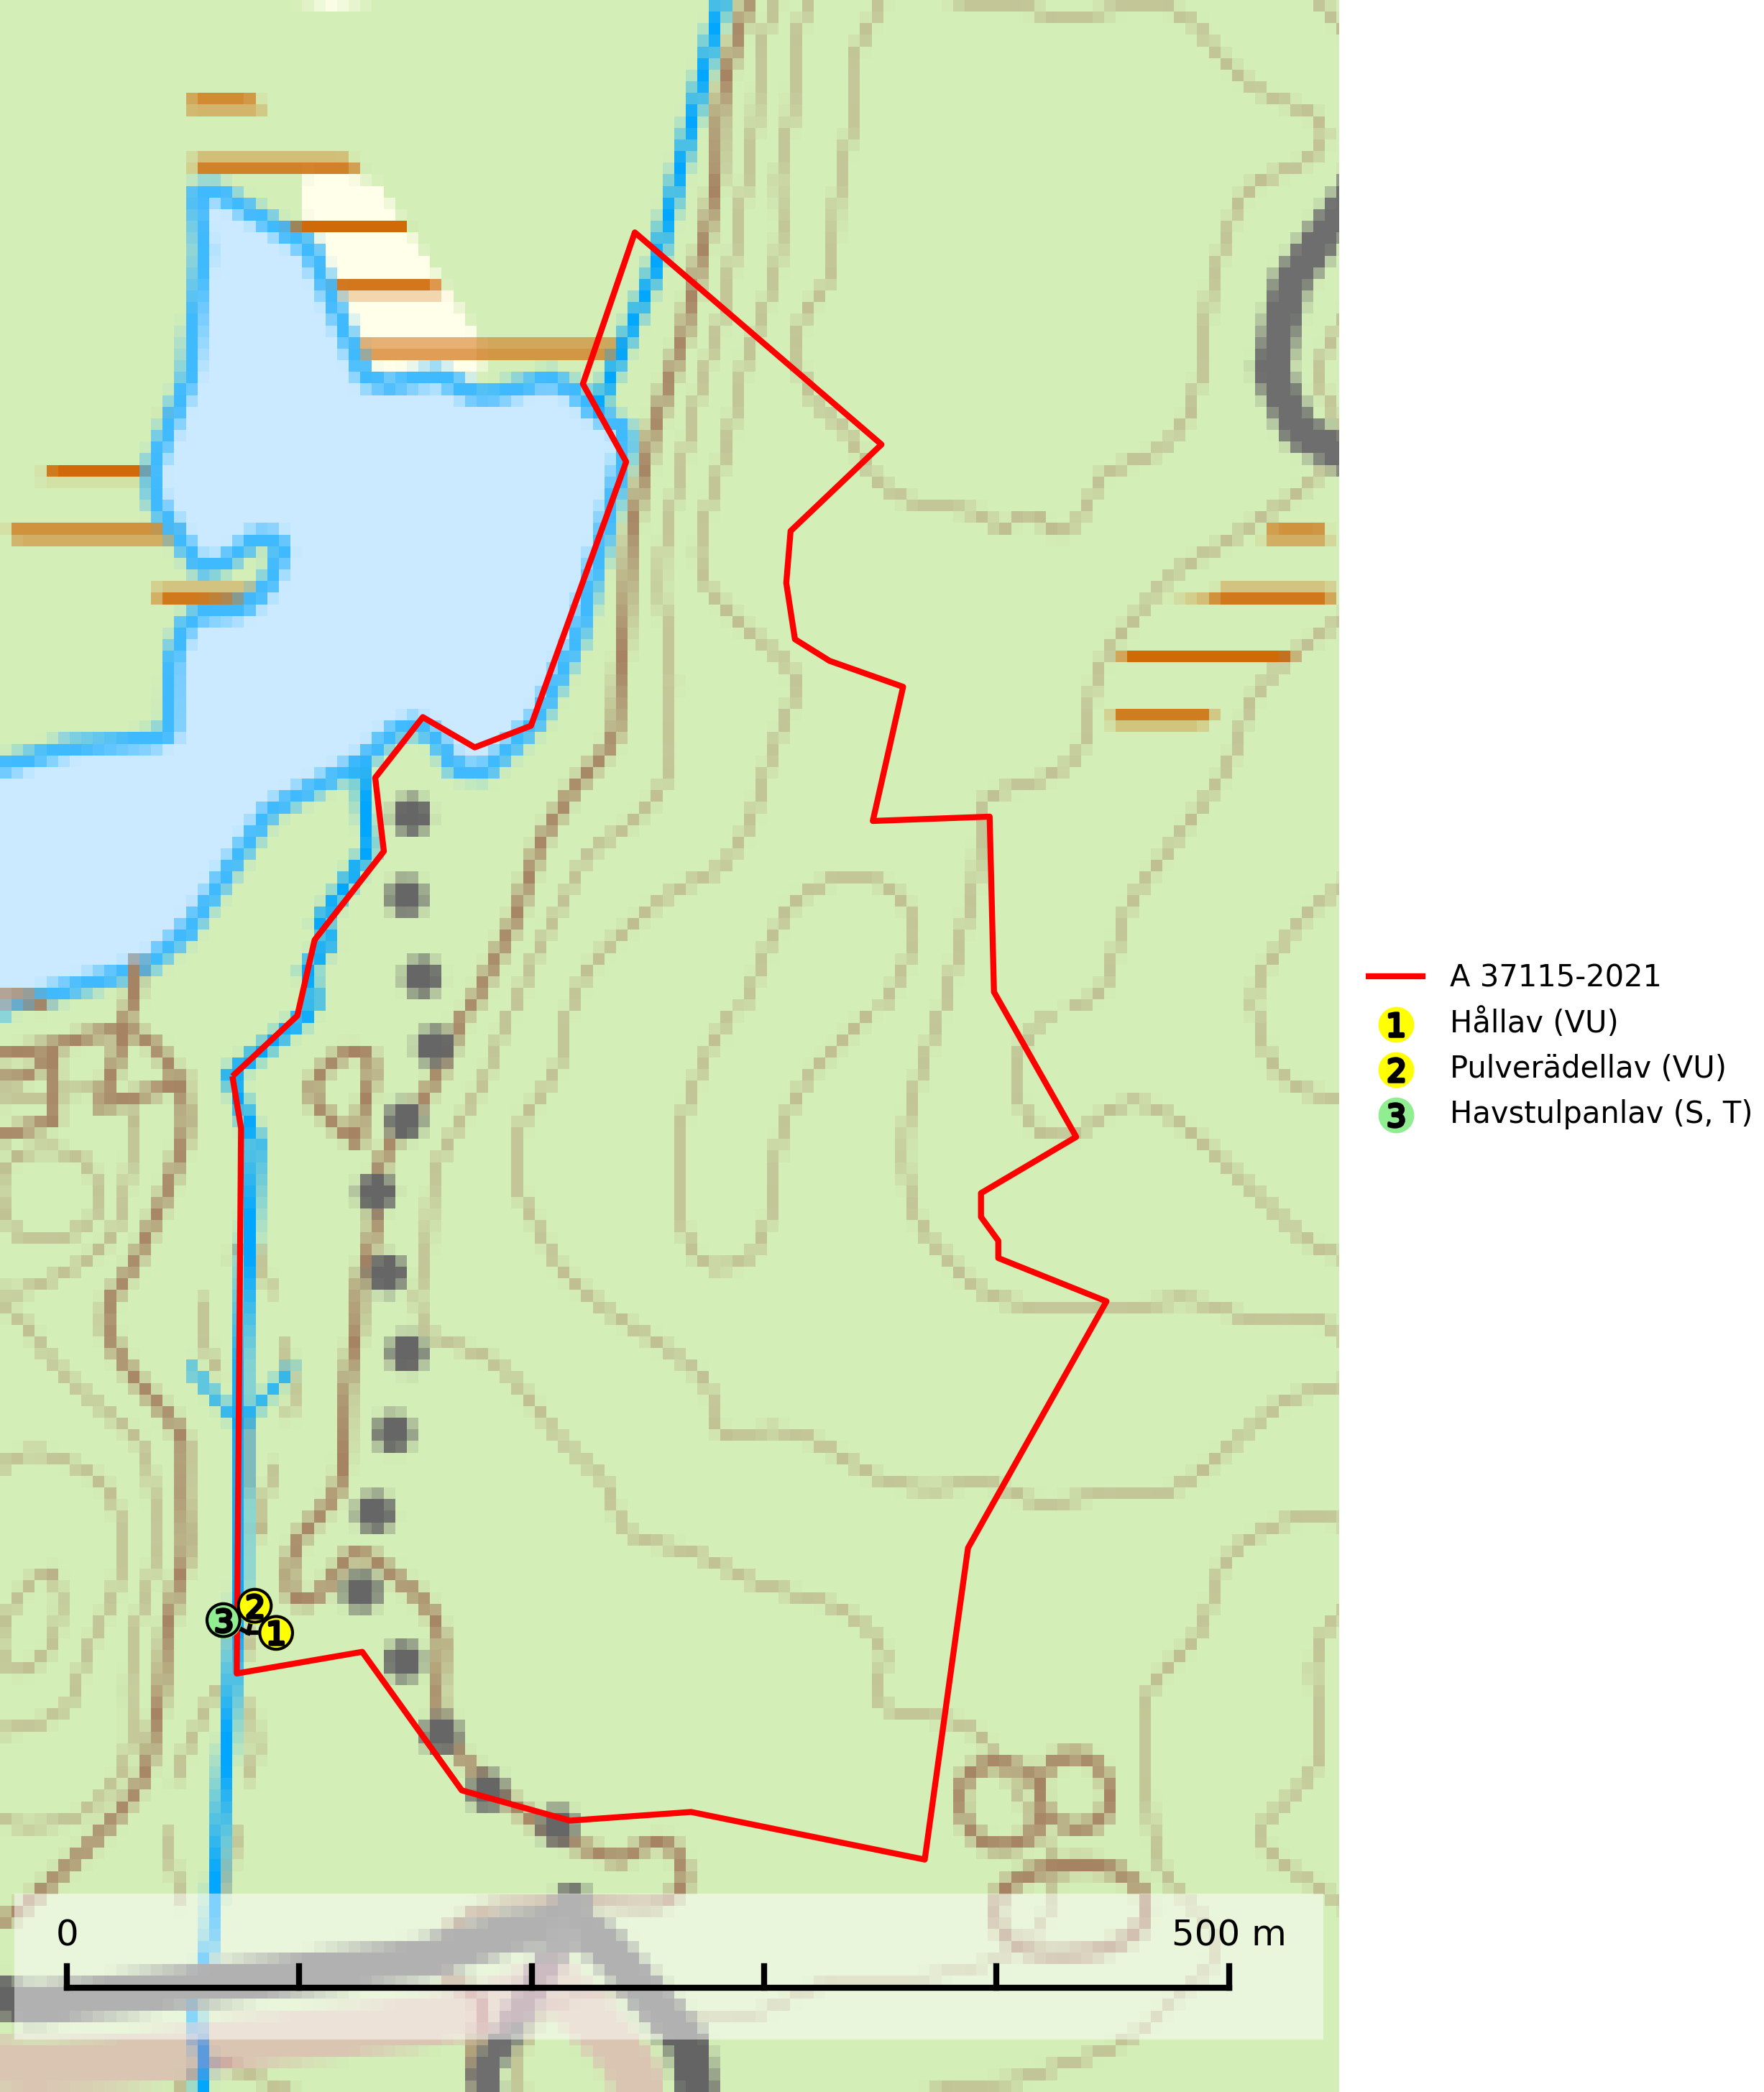 A 37115-2021
1 Hållav (VU)
2 Pulverädellav (VU)
3 Havstulpanlav (S, T)
2
3
1
0 500 m